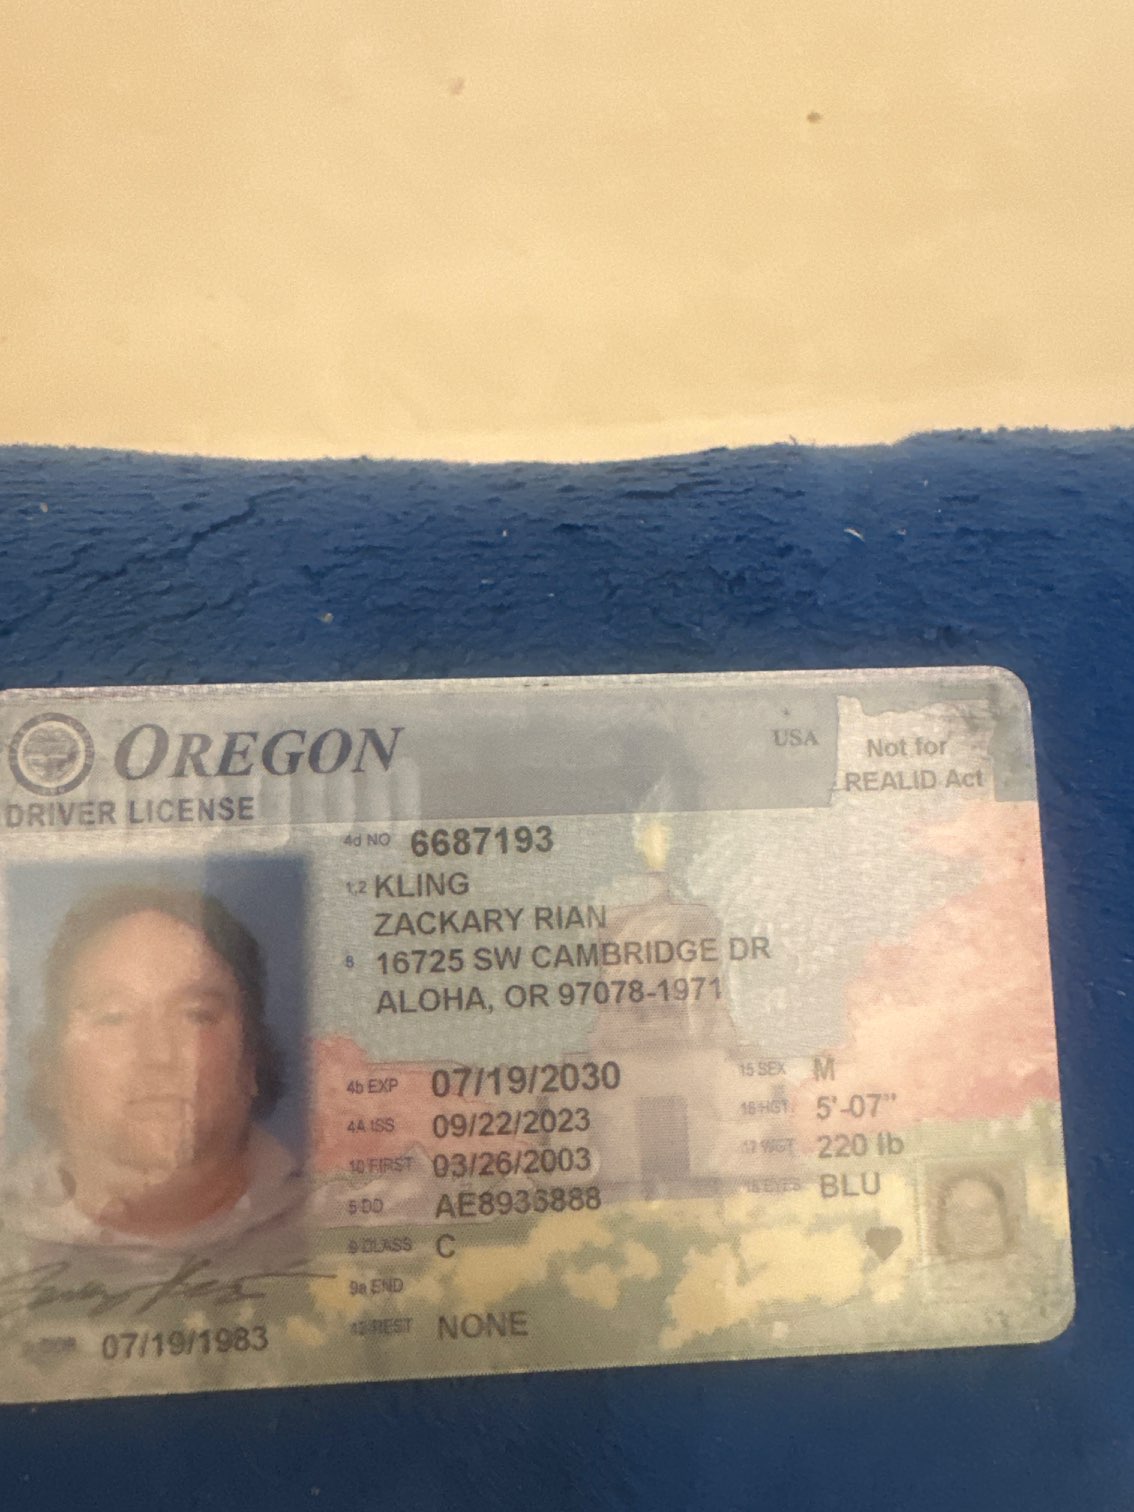 OREGON
USA
Not for
REALID Act
DRIVER LICENSE
4d NO 6687193
1,2 KLING
ZACKARY RIAN
8 16725 SW CAMBRIDGE DR
ALOHA, OR 97078-1971
4b EXP 07/19/2030
15 SEX M
4A ISS 09/22/2023
16 HGT 5'-07"
10 FIRST 03/26/2003
17 WGT 220 lb
5 DD AE8936888
18 EYES BLU
9 CLASS C
9a END
12 REST NONE
07/19/1983